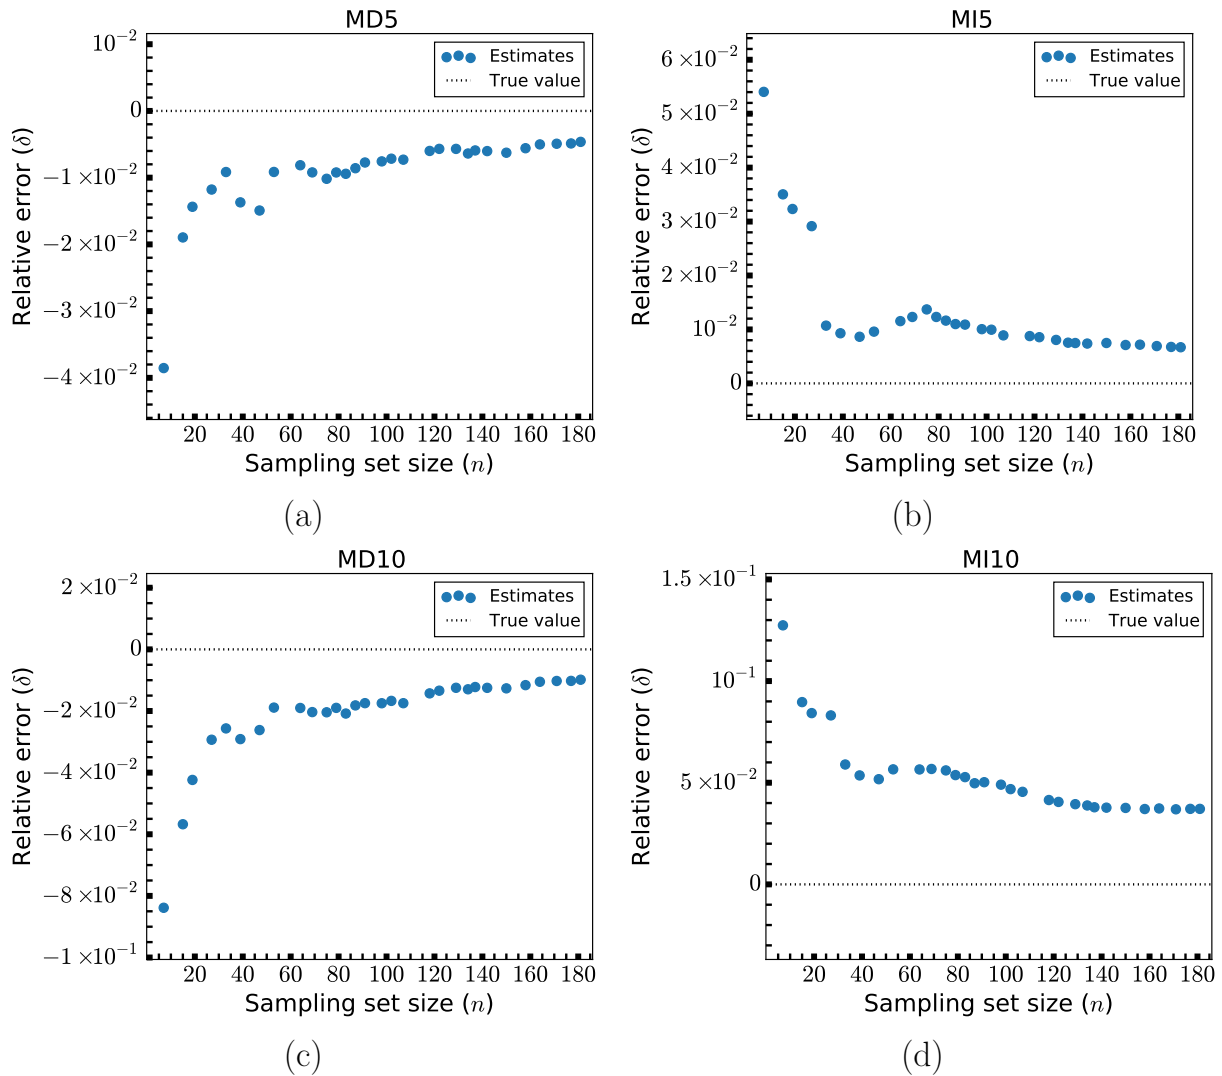 MD5
10⁻²
0
−1 ×10⁻²
−2 ×10⁻²
−3 ×10⁻²
−4 ×10⁻²
Relative error (δ)
Estimates
True value
20 40 60 80 100 120 140 160 180
Sampling set size (n)
(a)
MI5
6 ×10⁻²
5 ×10⁻²
4 ×10⁻²
3 ×10⁻²
2 ×10⁻²
10⁻²
0
Relative error (δ)
Estimates
True value
20 40 60 80 100 120 140 160 180
Sampling set size (n)
(b)
MD10
2 ×10⁻²
0
−2 ×10⁻²
−4 ×10⁻²
−6 ×10⁻²
−8 ×10⁻²
−1 ×10⁻¹
Relative error (δ)
Estimates
True value
20 40 60 80 100 120 140 160 180
Sampling set size (n)
(c)
MI10
1.5 ×10⁻¹
10⁻¹
5 ×10⁻²
0
Relative error (δ)
Estimates
True value
20 40 60 80 100 120 140 160 180
Sampling set size (n)
(d)